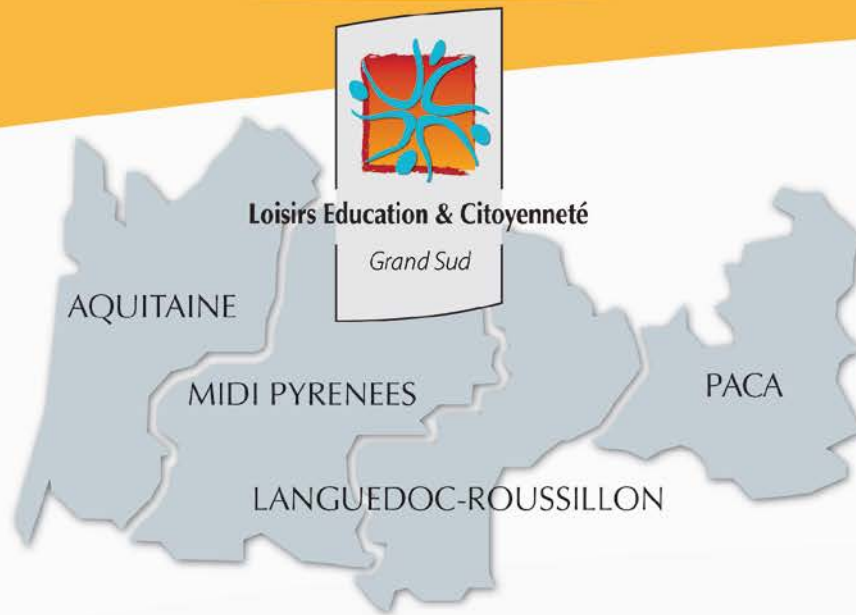 Loisirs Education & Citoyenneté
Grand Sud
AQUITAINE
MIDI PYRENEES
PACA
LANGUEDOC-ROUSSILLON